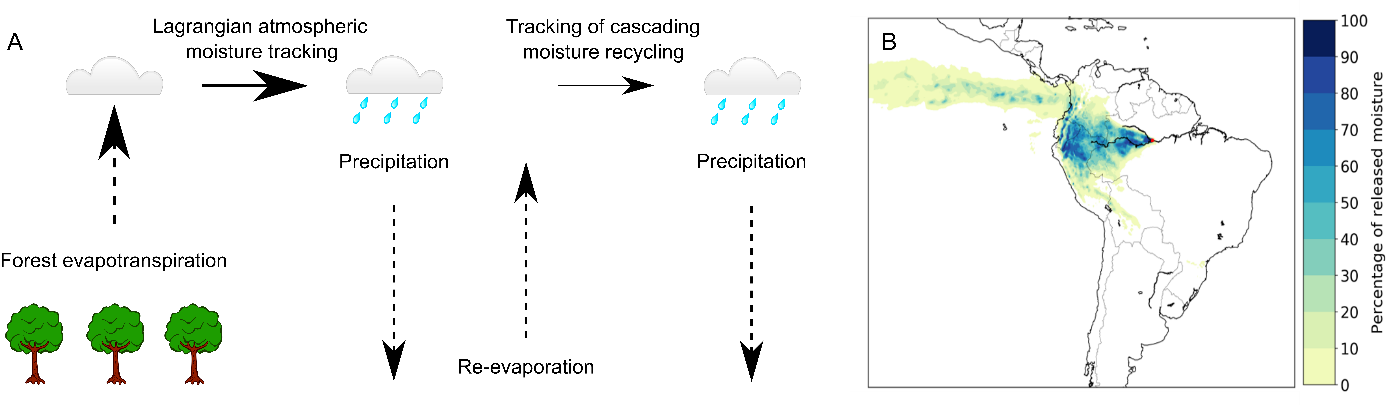 A
Lagrangian atmospheric
moisture tracking
Tracking of cascading
moisture recycling
Precipitation
Precipitation
Forest evapotranspiration
Re-evaporation
B
100
90
80
70
60
50
40
30
20
10
0
Percentage of released moisture